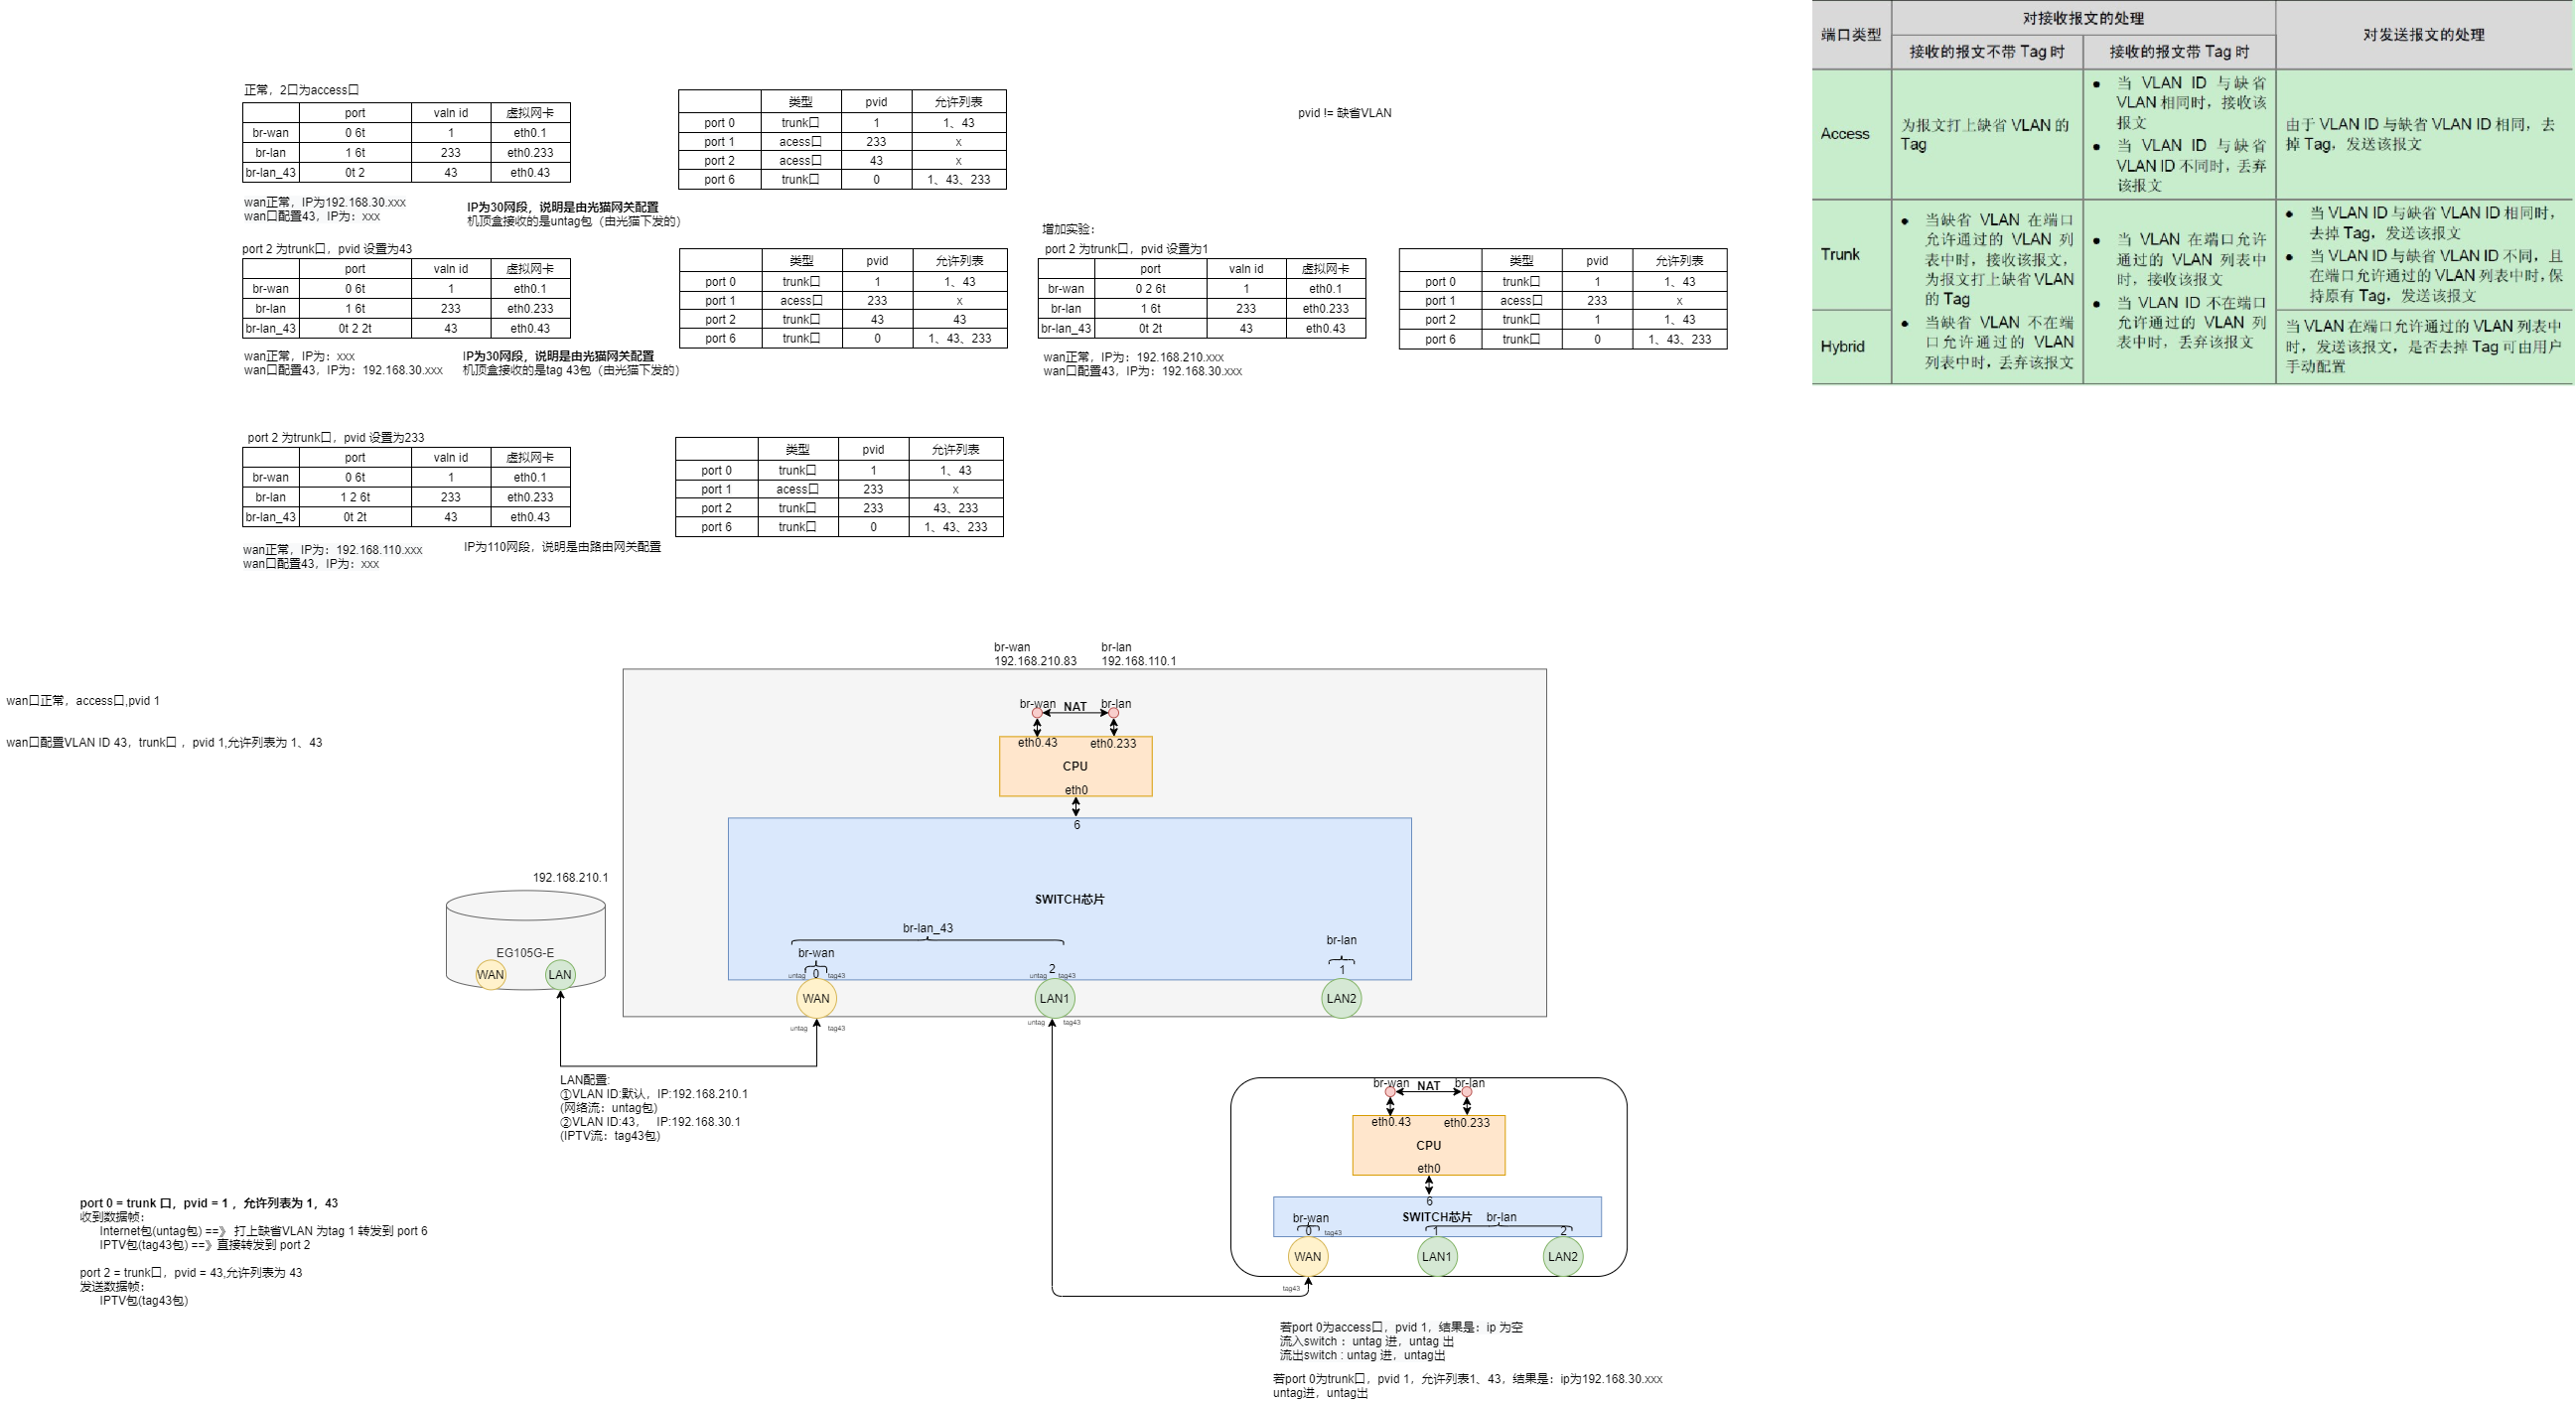 正常，2口为access口
port valn id 虚拟网卡
br-wan 0 6t 1 eth0.1
br-lan 1 6t 233 eth0.233
br-lan_43 0t 2 43 eth0.43
wan正常，IP为192.168.30.xxx
wan口配置43，IP为：xxx
IP为30网段，说明是由光猫网关配置
机顶盒接收的是untag包（由光猫下发的）
类型 pvid 允许列表
port 0 trunk口 1 1、43
port 1 acess口 233 x
port 2 acess口 43 x
port 6 trunk口 0 1、43、233
pvid != 缺省VLAN
port 2 为trunk口，pvid 设置为43
port valn id 虚拟网卡
br-wan 0 6t 1 eth0.1
br-lan 1 6t 233 eth0.233
br-lan_43 0t 2 2t 43 eth0.43
wan正常，IP为：xxx
wan口配置43，IP为：192.168.30.xxx
IP为30网段，说明是由光猫网关配置
机顶盒接收的是tag 43包（由光猫下发的）
类型 pvid 允许列表
port 0 trunk口 1 1、43
port 1 acess口 233 x
port 2 trunk口 43 43
port 6 trunk口 0 1、43、233
增加实验：
port 2 为trunk口，pvid 设置为1
port valn id 虚拟网卡
br-wan 0 2 6t 1 eth0.1
br-lan 1 6t 233 eth0.233
br-lan_43 0t 2t 43 eth0.43
wan正常，IP为：192.168.210.xxx
wan口配置43，IP为：192.168.30.xxx
类型 pvid 允许列表
port 0 trunk口 1 1、43
port 1 acess口 233 x
port 2 trunk口 1 1、43
port 6 trunk口 0 1、43、233
port 2 为trunk口，pvid 设置为233
port valn id 虚拟网卡
br-wan 0 6t 1 eth0.1
br-lan 1 2 6t 233 eth0.233
br-lan_43 0t 2t 43 eth0.43
wan正常，IP为：192.168.110.xxx
wan口配置43，IP为：xxx
IP为110网段，说明是由路由网关配置
类型 pvid 允许列表
port 0 trunk口 1 1、43
port 1 acess口 233 x
port 2 trunk口 233 43、233
port 6 trunk口 0 1、43、233
端口类型 对接收报文的处理 对发送报文的处理
接收的报文不带 Tag 时 接收的报文带 Tag 时
Access
为报文打上缺省 VLAN 的
Tag
● 当 VLAN ID 与缺省
VLAN 相同时，接收该
报文
● 当 VLAN ID 与缺省
VLAN ID 不同时，丢弃
该报文
由于 VLAN ID 与缺省 VLAN ID 相同，去
掉 Tag，发送该报文
Trunk
● 当缺省 VLAN 在端口
允许通过的 VLAN 列
表中时，接收该报文，
为报文打上缺省 VLAN
的 Tag
● 当缺省 VLAN 不在端
口允许通过的 VLAN
列表中时，丢弃该报文
● 当 VLAN 在端口允许
通过的 VLAN 列表中
时，接收该报文
● 当 VLAN ID 不在端口
允许通过的 VLAN 列
表中时，丢弃该报文
● 当 VLAN ID 与缺省 VLAN ID 相同时，
去掉 Tag，发送该报文
● 当 VLAN ID 与缺省 VLAN ID 不同，且
在端口允许通过的 VLAN 列表中时，保
持原有 Tag，发送该报文
Hybrid
当 VLAN 在端口允许通过的 VLAN 列表中
时，发送该报文，是否去掉 Tag 可由用户
手动配置
wan口正常，access口,pvid 1
wan口配置VLAN ID 43，trunk口 ，pvid 1,允许列表为 1、43
br-wan
192.168.210.83
br-lan
192.168.110.1
br-wan NAT br-lan
eth0.43 eth0.233
CPU
eth0
6
SWITCH芯片
br-lan_43
br-wan
untag 0 tag43
untag 2 tag43
br-lan
1
WAN
LAN1
LAN2
untag tag43
untag tag43
192.168.210.1
EG105G-E
WAN LAN
LAN配置:
①VLAN ID:默认，IP:192.168.210.1
(网络流：untag包)
②VLAN ID:43， IP:192.168.30.1
(IPTV流：tag43包)
br-wan NAT br-lan
eth0.43 eth0.233
CPU
eth0
6
SWITCH芯片
br-wan
br-lan
0 tag43
1
2
WAN
LAN1
LAN2
tag43
port 0 = trunk 口，pvid = 1 ，允许列表为 1，43
收到数据帧：
Internet包(untag包) ==》 打上缺省VLAN 为tag 1 转发到 port 6
IPTV包(tag43包) ==》直接转发到 port 2
port 2 = trunk口，pvid = 43,允许列表为 43
发送数据帧：
IPTV包(tag43包)
若port 0为access口，pvid 1，结果是：ip 为空
流入switch ：untag 进，untag 出
流出switch : untag 进，untag出
若port 0为trunk口，pvid 1，允许列表1、43，结果是：ip为192.168.30.xxx
untag进，untag出